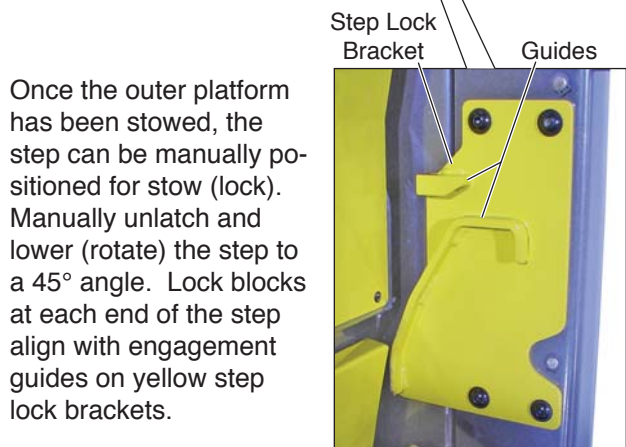 Step Lock
Bracket
Guides
Once the outer platform
has been stowed, the
step can be manually po-
sitioned for stow (lock).
Manually unlatch and
lower (rotate) the step to
a 45° angle.  Lock blocks
at each end of the step
align with engagement
guides on yellow step
lock brackets.